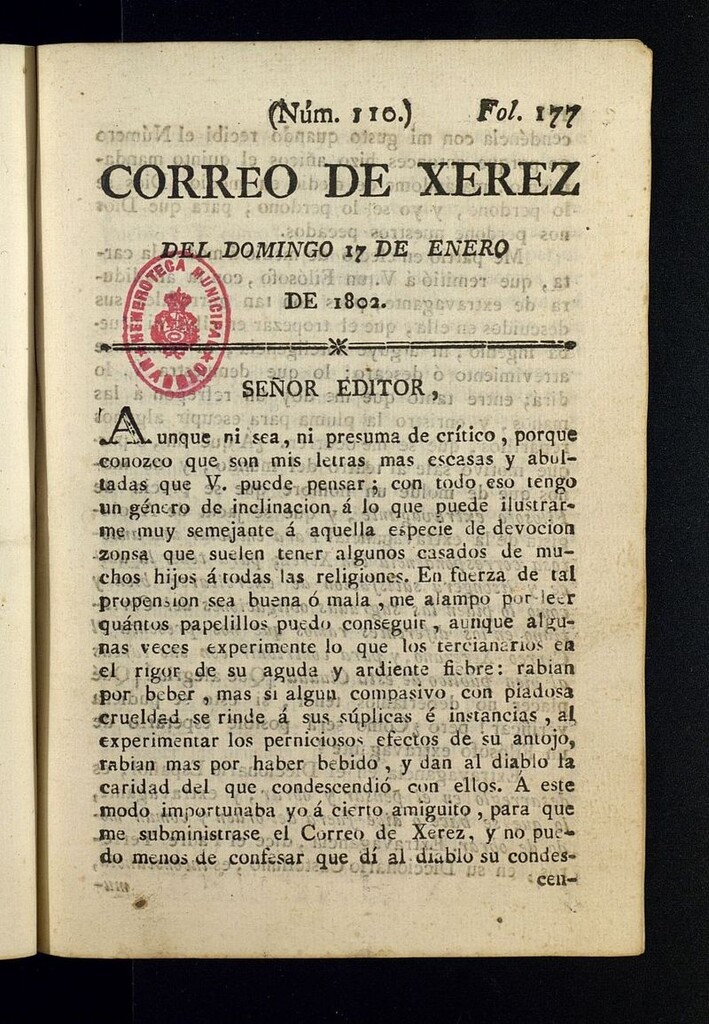 (Núm. 110.) Fol. 177
CORREO DE XEREZ
DEL DOMINGO 17 DE ENERO
DE 1802.
HEMEROTECA MUNICIPAL
MADRID
SEÑOR EDITOR,
Aunque ni sea, ni presuma de crítico, porque
conozco que son mis letras mas escasas y abul-
tadas que V. puede pensar; con todo eso tengo
un género de inclinacion á lo que puede ilustrar-
me muy semejante á aquella especie de devocion
zonsa que suelen tener algunos casados de mu-
chos hijos á todas las religiones. En fuerza de tal
propension sea buena ó mala, me alampo por leer
quántos papelillos puedo conseguir, aunque algu-
nas veces experimente lo que los tercianarios en
el rigor de su aguda y ardiente fiebre: rabian
por beber, mas si algun compasivo con piadosa
crueldad se rinde á sus súplicas é instancias, al
experimentar los perniciosos efectos de su antojo,
rabian mas por haber bebido, y dan al diablo la
caridad del que condescendió con ellos. A este
modo importunaba yo á cierto amiguito, para que
me subministrase el Correo de Xerez, y no pue-
do menos de confesar que dí al diablo su condes-
cen-